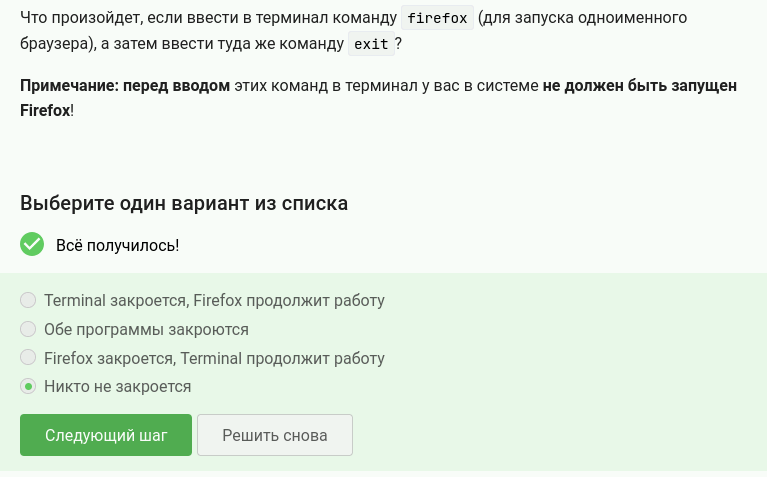 Что произойдет, если ввести в терминал команду firefox (для запуска одноименного
браузера), а затем ввести туда же команду exit ?
Примечание: перед вводом этих команд в терминал у вас в системе не должен быть запущен
Firefox!
Выберите один вариант из списка
Всё получилось!
Terminal закроется, Firefox продолжит работу
Обе программы закроются
Firefox закроется, Terminal продолжит работу
Никто не закроется
Следующий шаг Решить снова